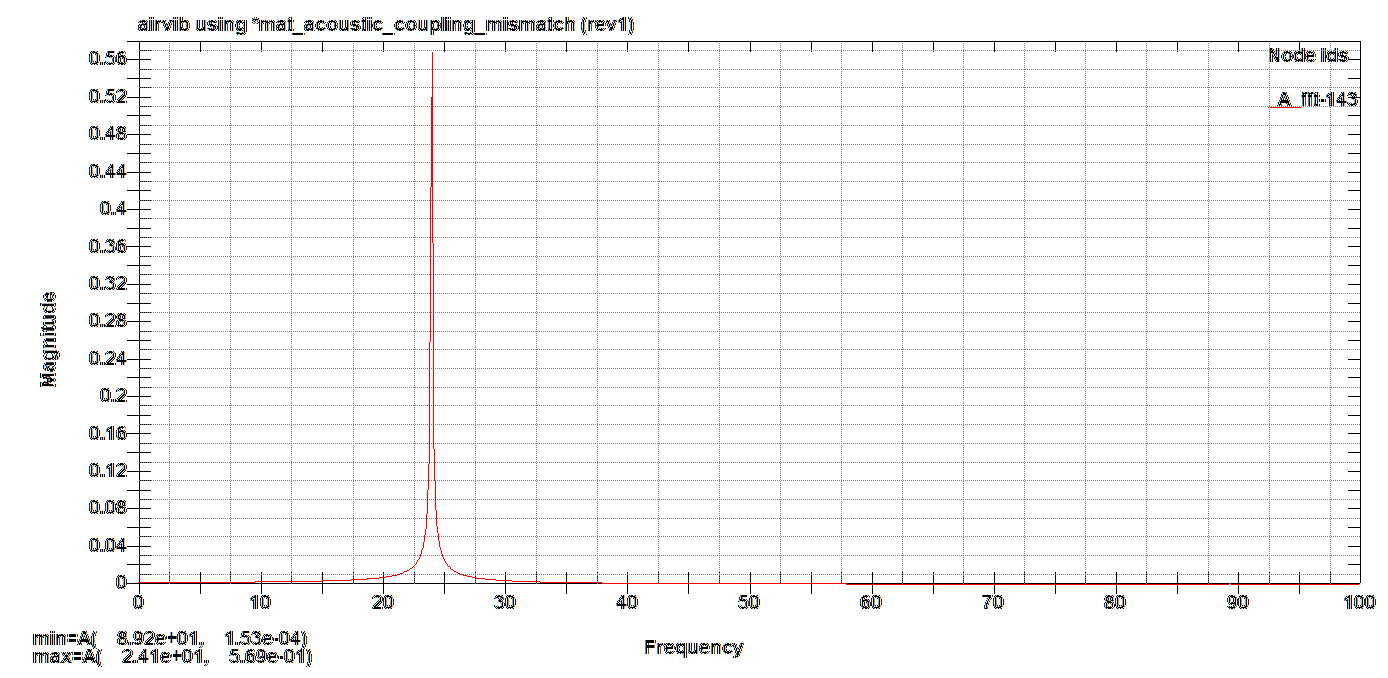 airvib using *mat_acoustic_coupling_mismatch (rev1)
Node ids
_A_fft-143
0.56
0.52
0.48
0.44
0.4
0.36
0.32
0.28
0.24
0.2
0.16
0.12
0.08
0.04
0
Magnitude
0 10 20 30 40 50 60 70 80 90 100
Frequency
min=A( 8.92e+01, 1.53e-04)
max=A( 2.41e+01, 5.69e-01)